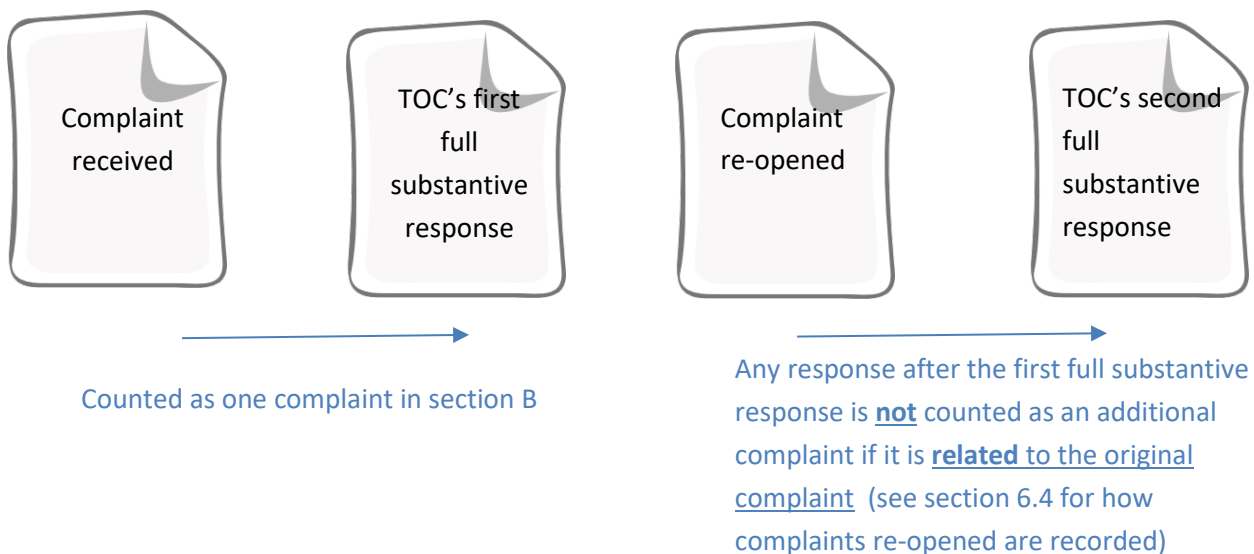 Complaint
received
TOC's first
full
substantive
response
Complaint
re-opened
TOC's second
full
substantive
response
Counted as one complaint in section B
Any response after the first full substantive
response is not counted as an additional
complaint if it is related to the original
complaint (see section 6.4 for how
complaints re-opened are recorded)